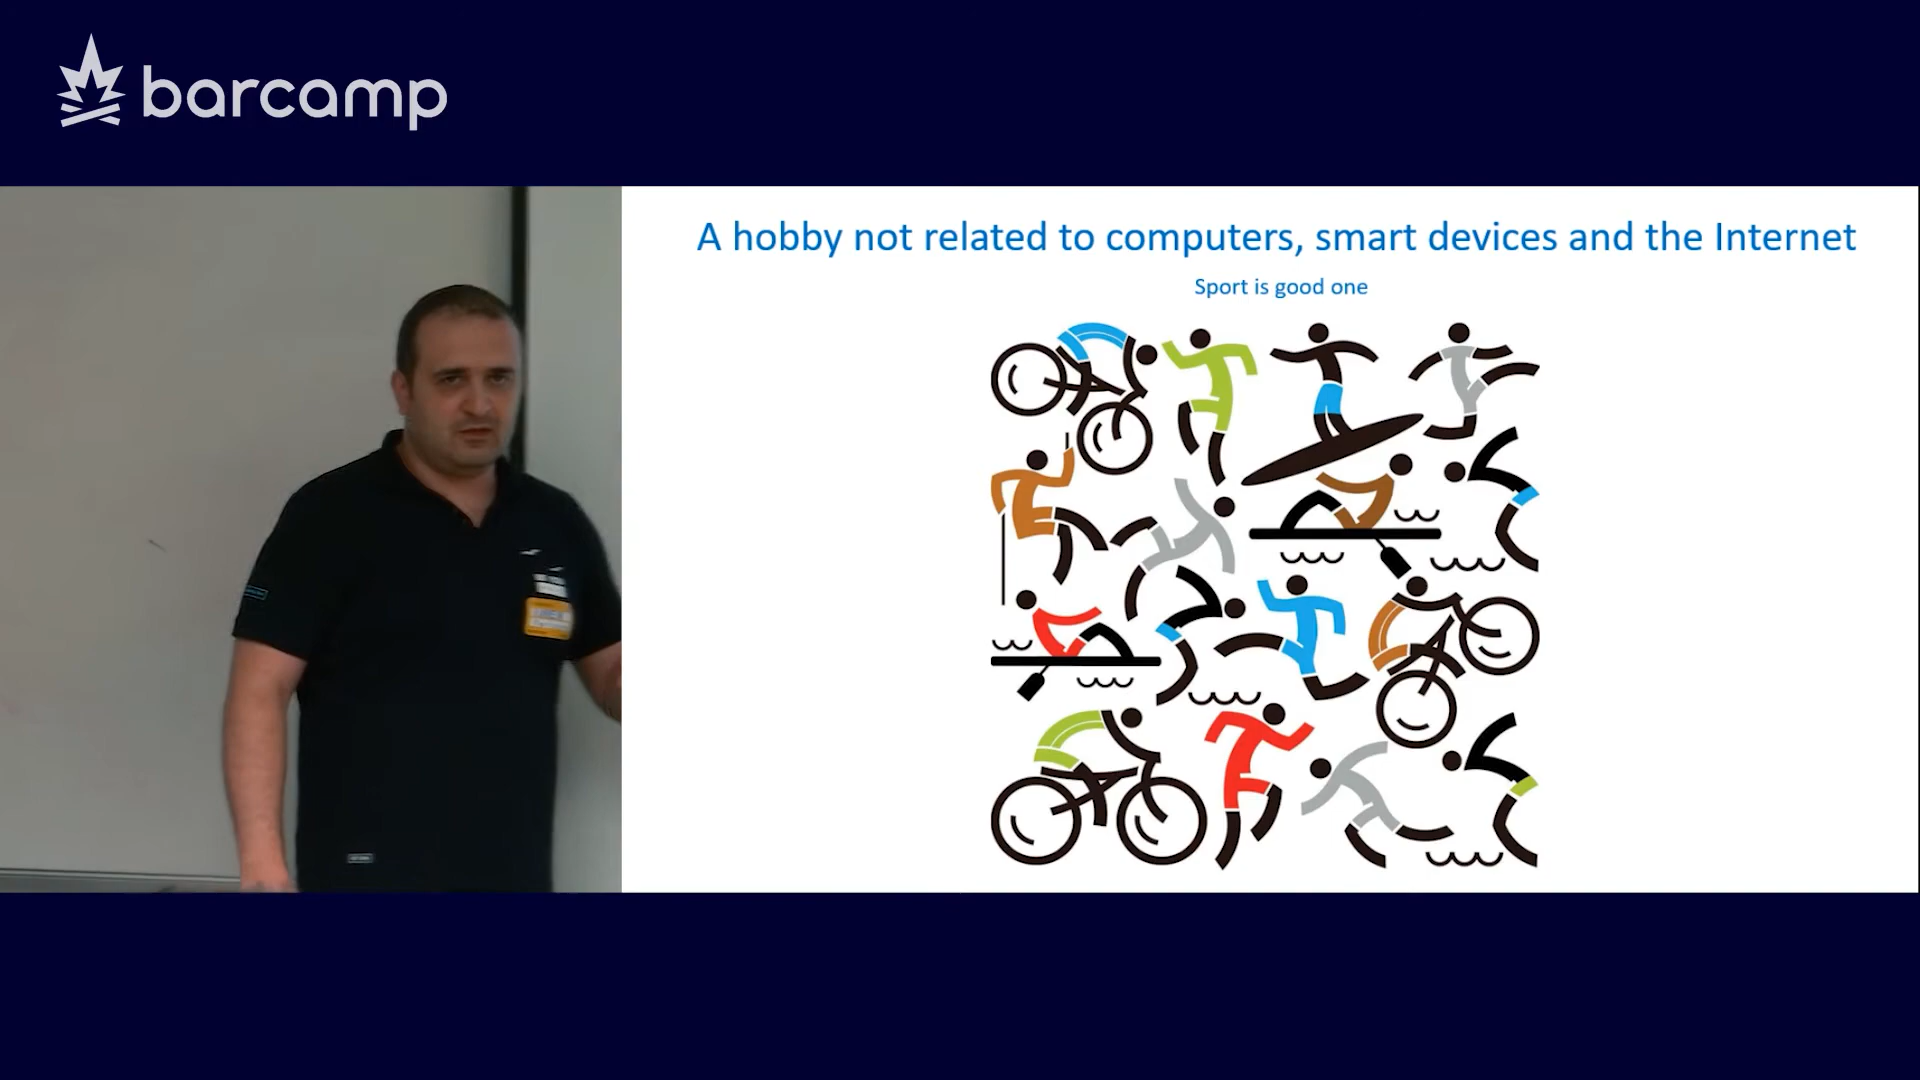 barcamp
A hobby not related to computers, smart devices and the Internet
Sport is good one